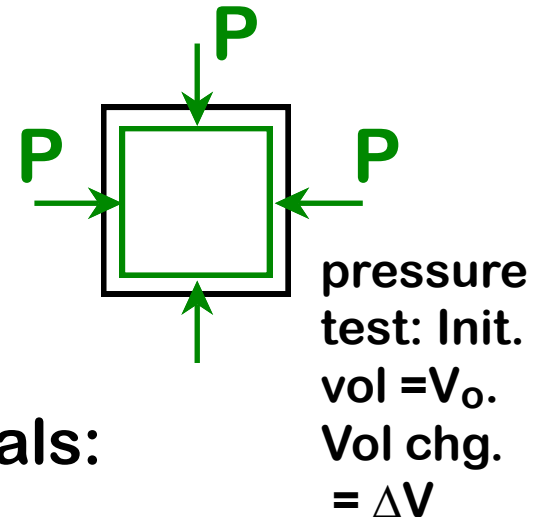 P
P P
pressure
test: Init.
vol =Vₒ.
Vol chg.
als:
= ΔV